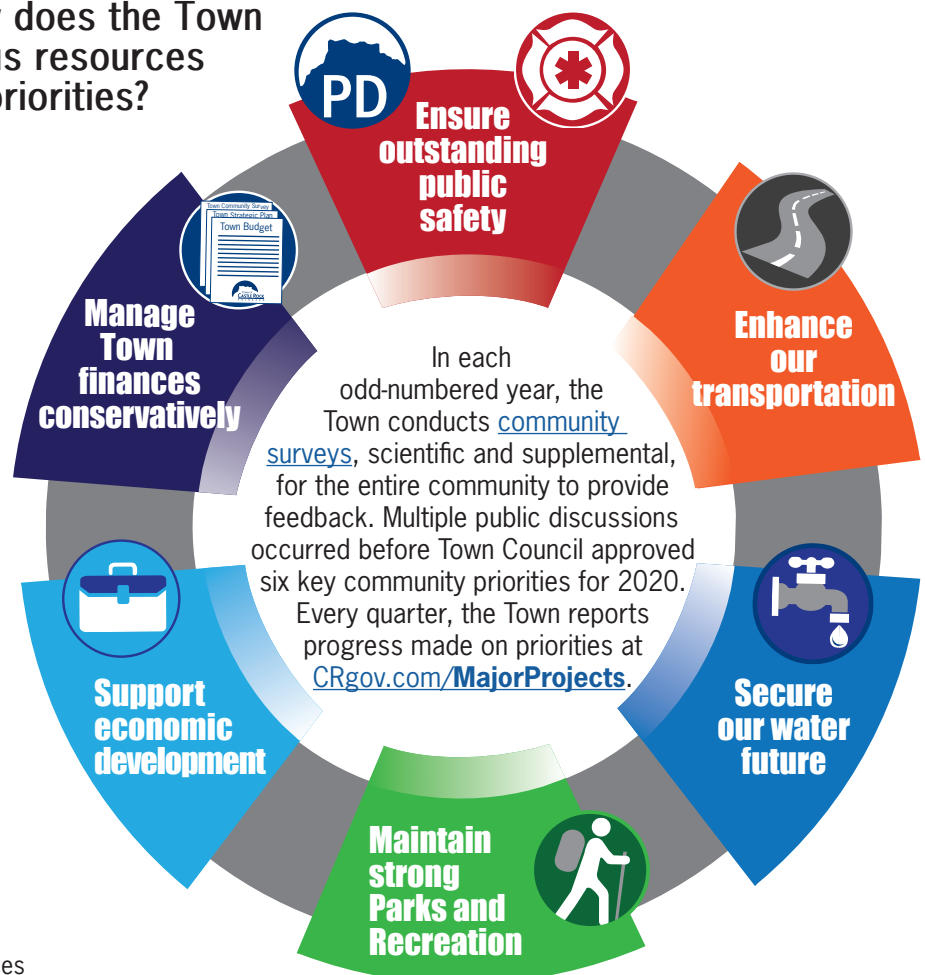 does the Town
resources
priorities?
PD
Ensure
outstanding
public
safety
Enhance
our
transportation
Secure
our water
future
Maintain
strong
Parks and
Recreation
Support
economic
development
Manage
Town
finances
conservatively
Town Community Survey
Town Strategic Plan
Town Budget
CASTLE ROCK
In each
odd-numbered year, the
Town conducts community
surveys, scientific and supplemental,
for the entire community to provide
feedback. Multiple public discussions
occurred before Town Council approved
six key community priorities for 2020.
Every quarter, the Town reports
progress made on priorities at
CRgov.com/MajorProjects.